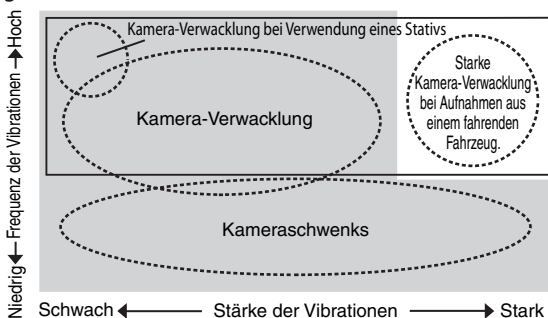 Kamera-Verwacklung bei Verwendung eines Stativs
Starke
Kamera-Verwacklung
bei Aufnahmen aus
einem fahrenden
Fahrzeug.
Kamera-Verwacklung
Kameraschwenks
Niedrig ◄— Frequenz der Vibrationen —► Hoch
Schwach ◄— Stärke der Vibrationen —► Stark